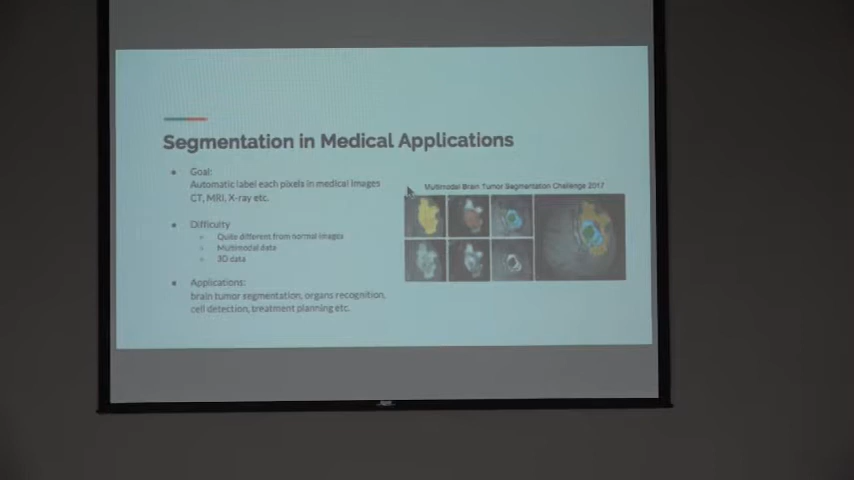 Segmentation in Medical Applications
Goal:
Automatic label each pixels in medical images
CT, MRI, X-ray etc.
Difficulty
Quite different from normal images
Multimodal data
3D data
Applications:
brain tumor segmentation, organs recognition,
cell detection, treatment planning etc.
Multimodal Brain Tumor Segmentation Challenge 2017